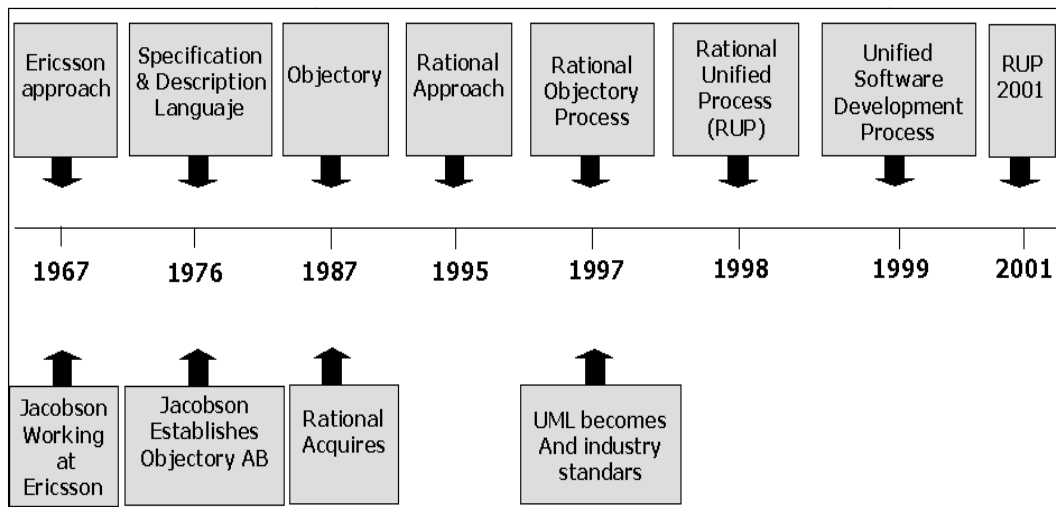 Ericsson
approach
Specification
& Description
Languaje
Objectory
Rational
Approach
Rational
Objectory
Process
Rational
Unified
Process
(RUP)
Unified
Software
Development
Process
RUP
2001
1967
1976
1987
1995
1997
1998
1999
2001
Jacobson
Working
at
Ericsson
Jacobson
Establishes
Objectory AB
Rational
Acquires
UML becomes
And industry
standars